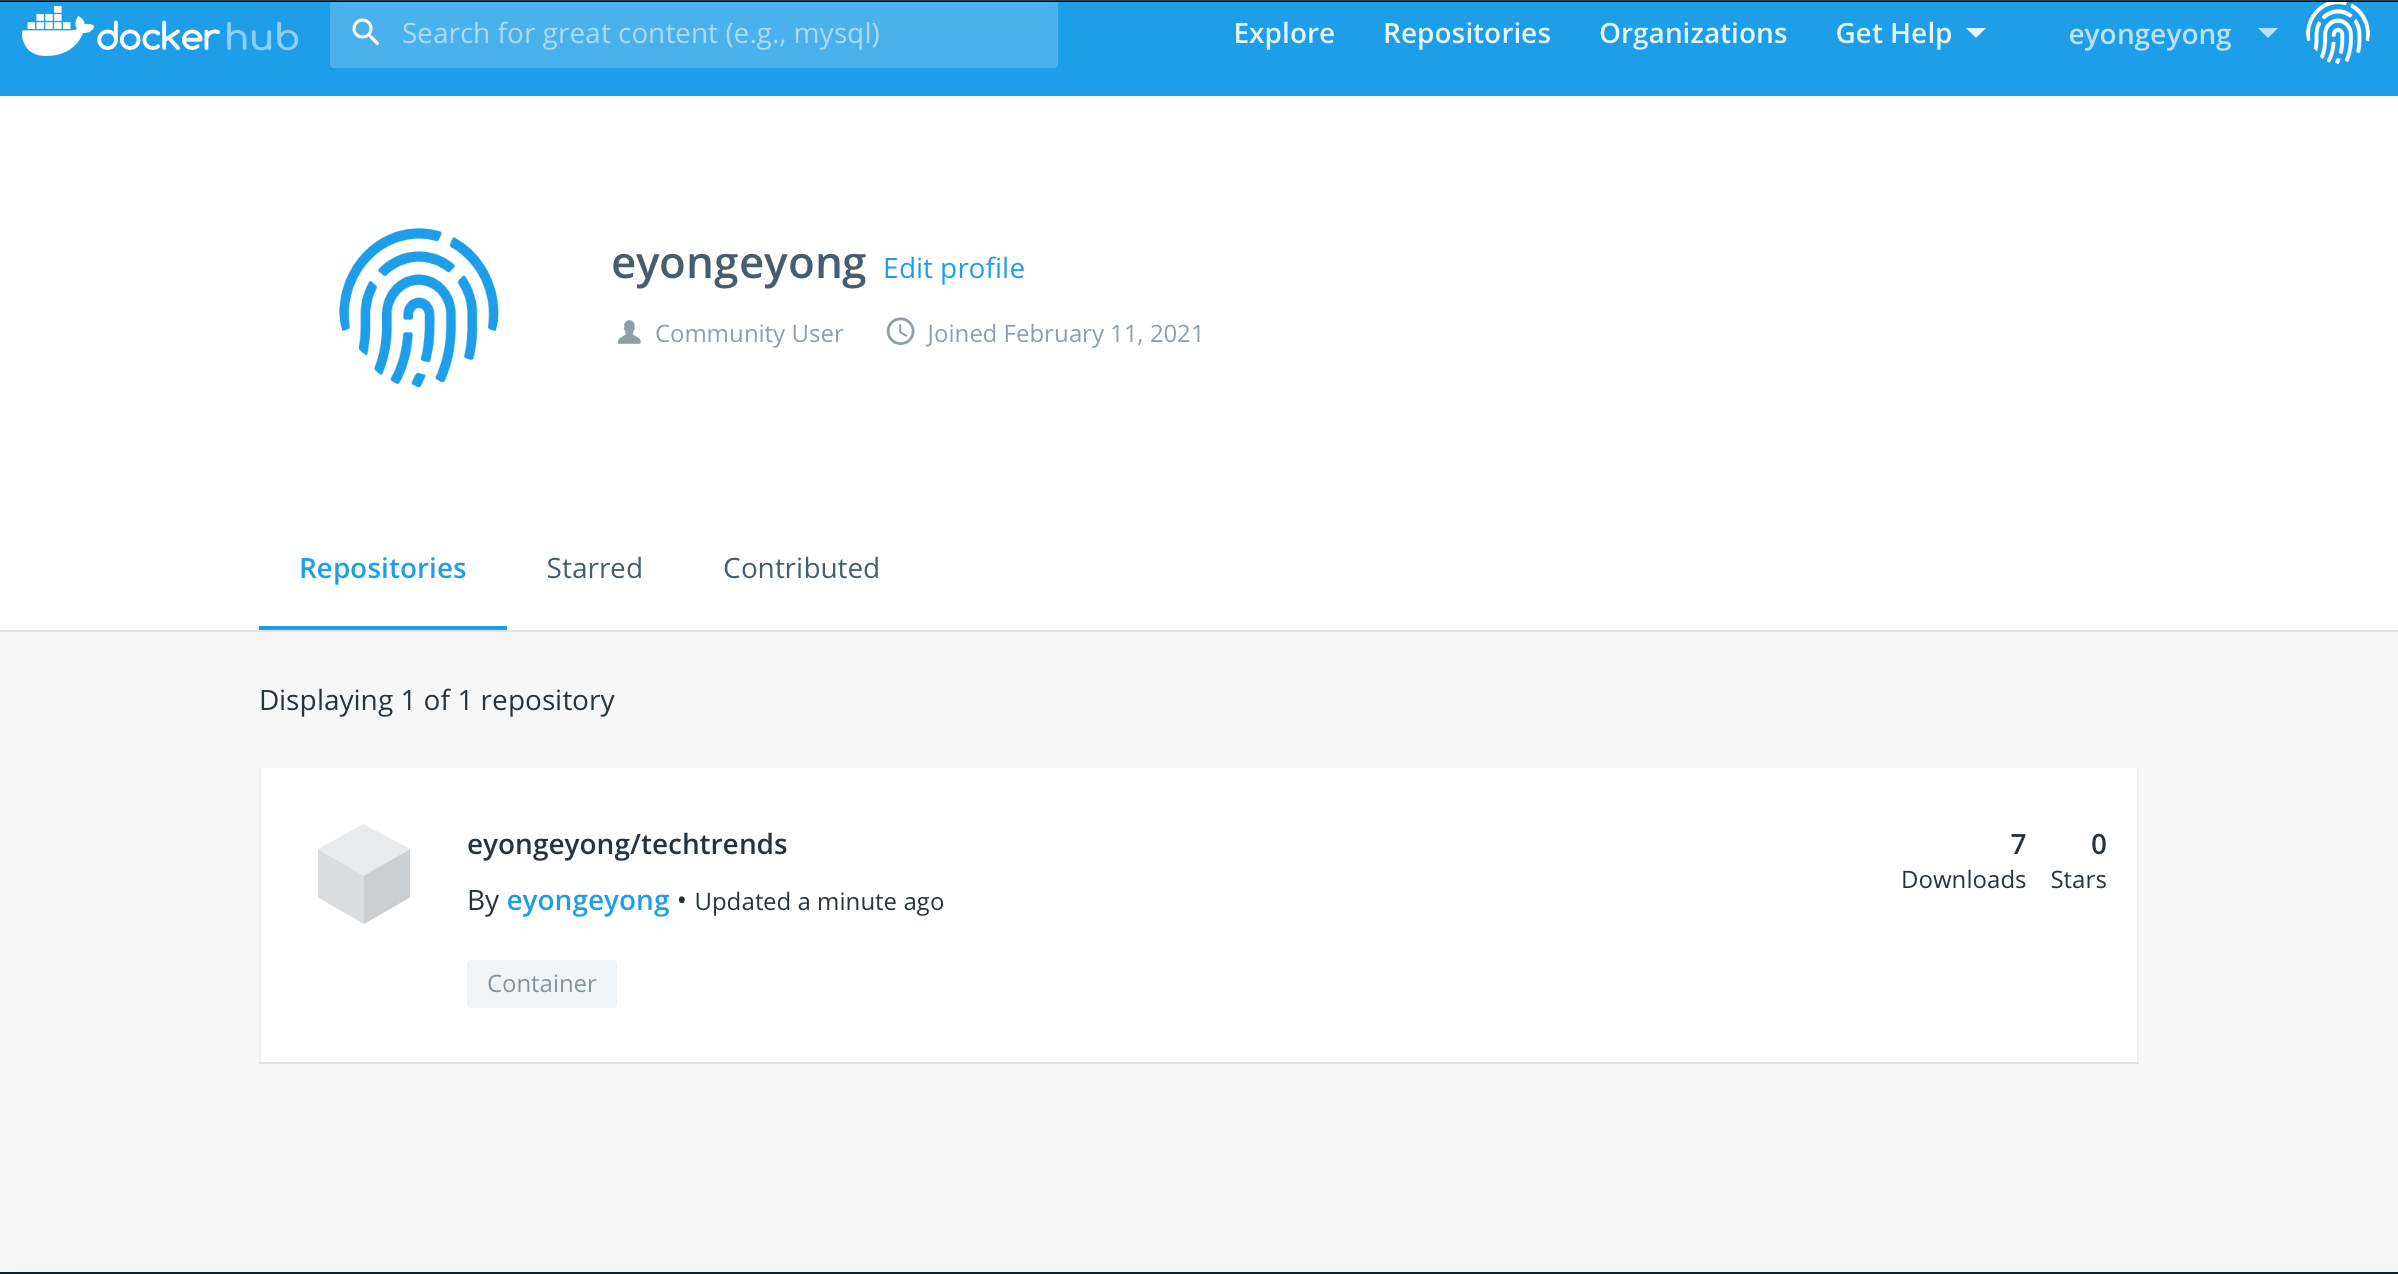 docker hub
Search for great content (e.g., mysql)
Explore Repositories Organizations Get Help eyongeyong
eyongeyong Edit profile
Community User Joined February 11, 2021
Repositories Starred Contributed
Displaying 1 of 1 repository
eyongeyong/techtrends
By eyongeyong • Updated a minute ago
Container
7 0
Downloads Stars